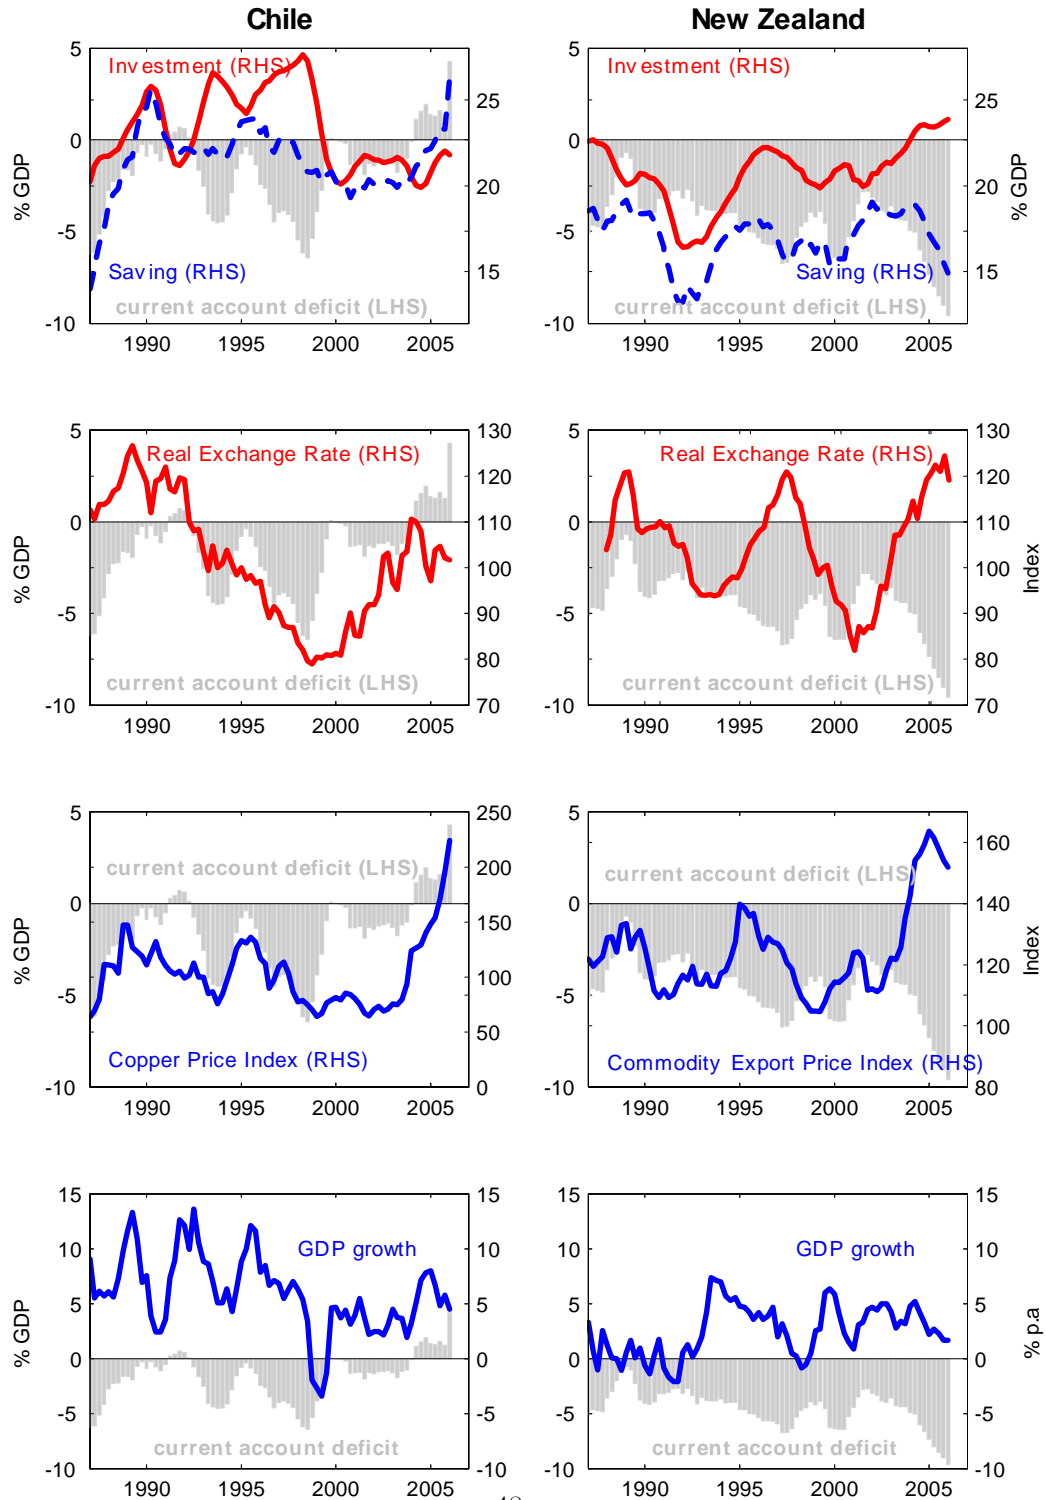 Chile
New Zealand
5
0
-5
-10
% GDP
Investment (RHS)
Saving (RHS)
current account deficit (LHS)
25
20
15
1990 1995 2000 2005
5
0
-5
-10
Investment (RHS)
Saving (RHS)
current account deficit (LHS)
25
20
15
% GDP
1990 1995 2000 2005
5
0
-5
-10
% GDP
Real Exchange Rate (RHS)
current account deficit (LHS)
130
120
110
100
90
80
70
1990 1995 2000 2005
5
0
-5
-10
Real Exchange Rate (RHS)
current account deficit (LHS)
130
120
110
100
90
80
70
Index
1990 1995 2000 2005
5
0
-5
-10
% GDP
current account deficit (LHS)
Copper Price Index (RHS)
250
200
150
100
50
0
1990 1995 2000 2005
5
0
-5
-10
current account deficit (LHS)
Commodity Export Price Index (RHS)
160
140
120
100
80
Index
1990 1995 2000 2005
15
10
5
0
-5
-10
% GDP
GDP growth
current account deficit
15
10
5
0
-5
-10
1990 1995 2000 2005
15
10
5
0
-5
-10
GDP growth
current account deficit
15
10
5
0
-5
-10
% p.a
1990 1995 2000 2005